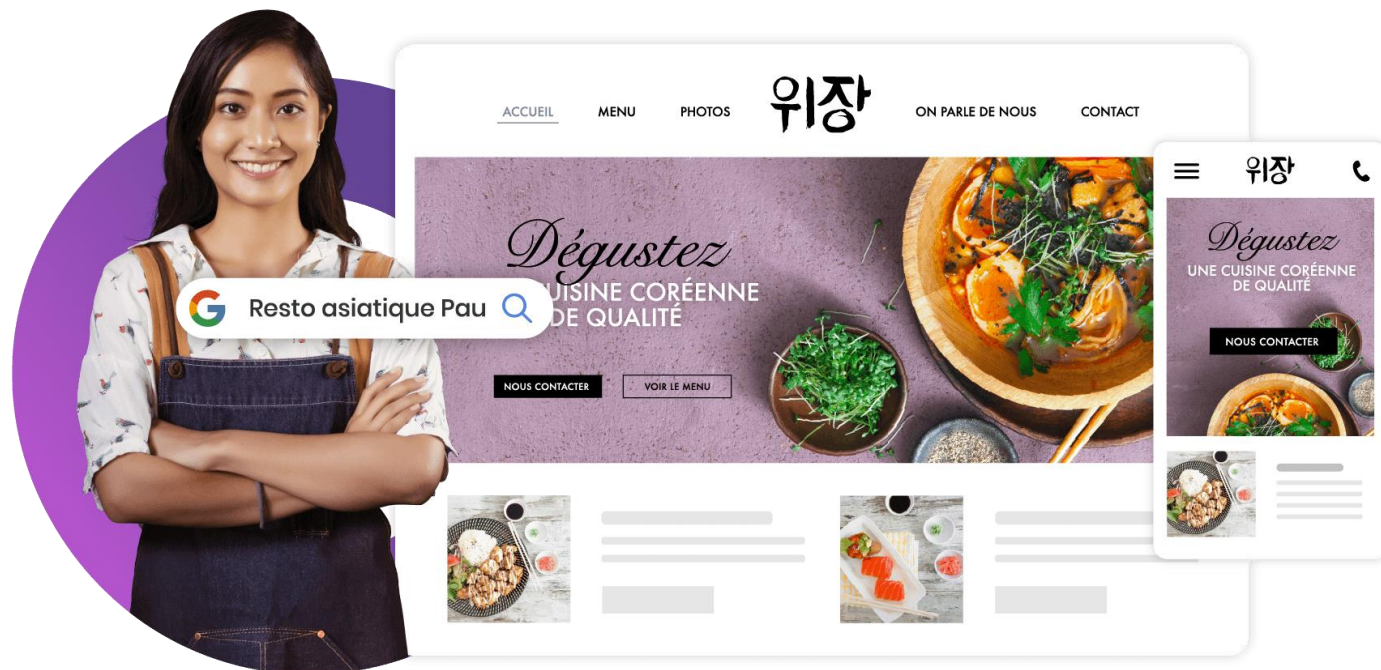 ACCUEIL
MENU
PHOTOS
위장
ON PARLE DE NOUS
CONTACT
Dégustez
UISINE CORÉENNE
DE QUALITÉ
NOUS CONTACTER
VOIR LE MENU
G Resto asiatique Pau
위장
Dégustez
UNE CUISINE CORÉENNE
DE QUALITÉ
NOUS CONTACTER